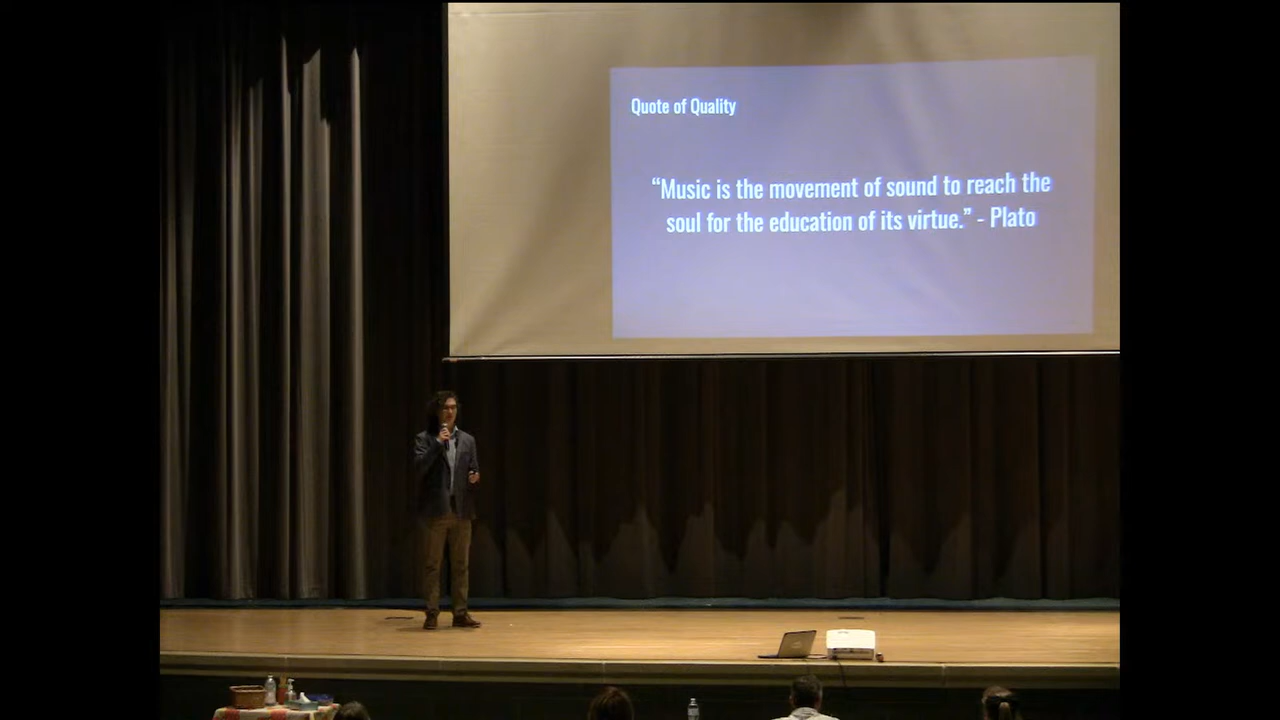 Quote of Quality
“Music is the movement of sound to reach the
soul for the education of its virtue.” - Plato